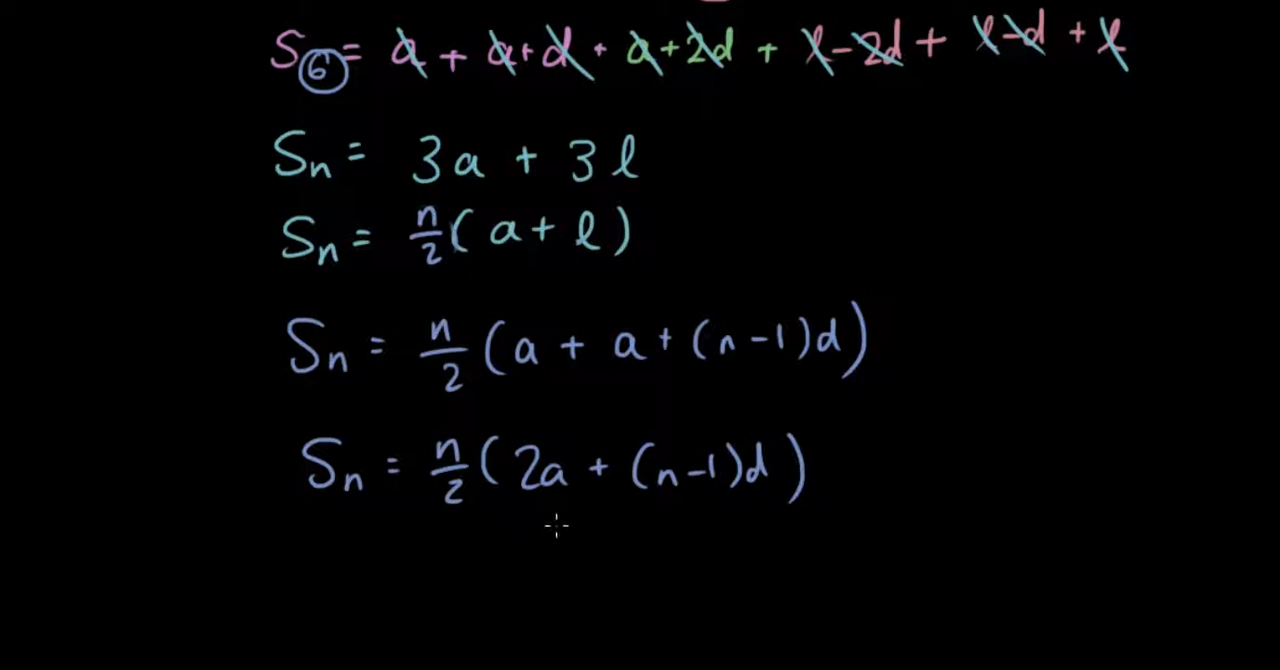 S₆ = a + a+d + a+2d + l-2d + l-d + l
Sₙ = 3a + 3l
Sₙ = n/2 (a + l)
Sₙ = n/2 (a + a + (n-1)d)
Sₙ = n/2 (2a + (n-1)d)